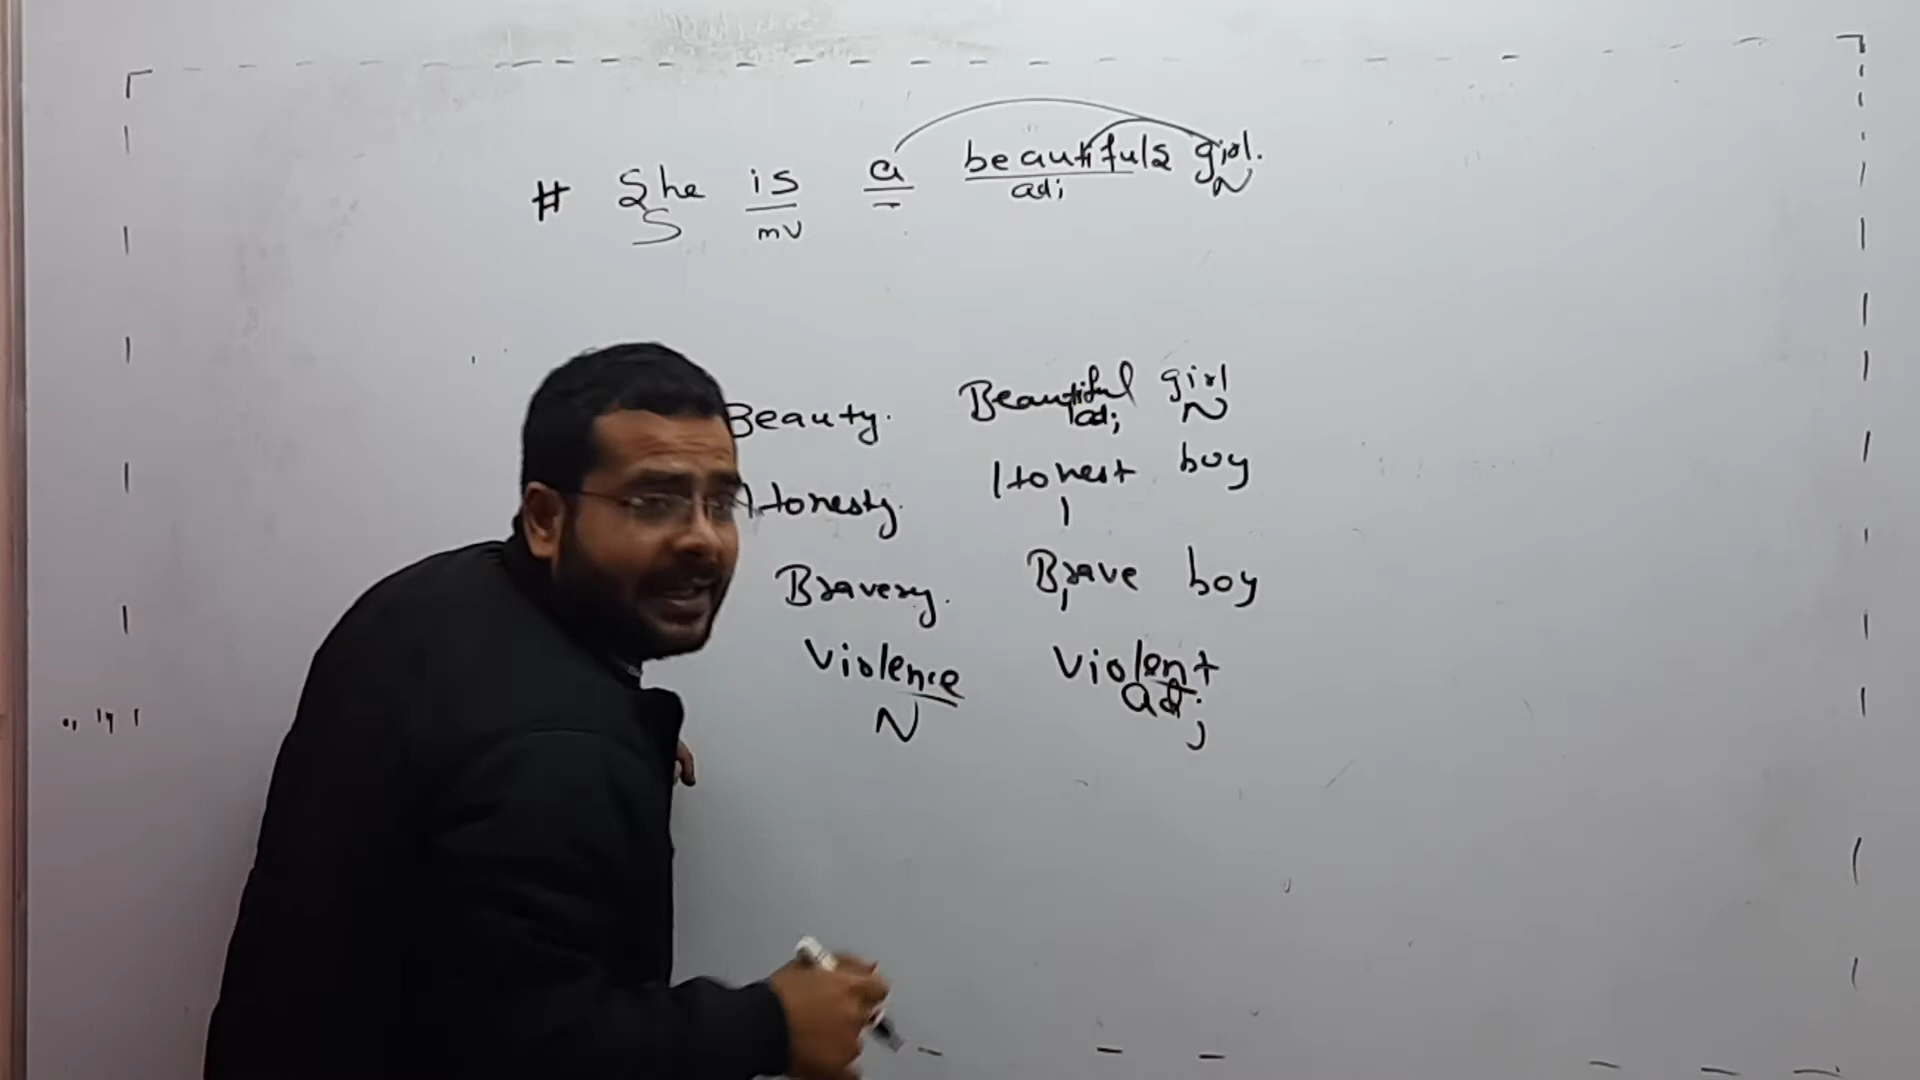 # She is a beautiful girl.
S mv adj N
Beauty. Beautiful girl
adj N
Honesty. Honest boy
Bravery. Brave boy
Violence Violent
N adj